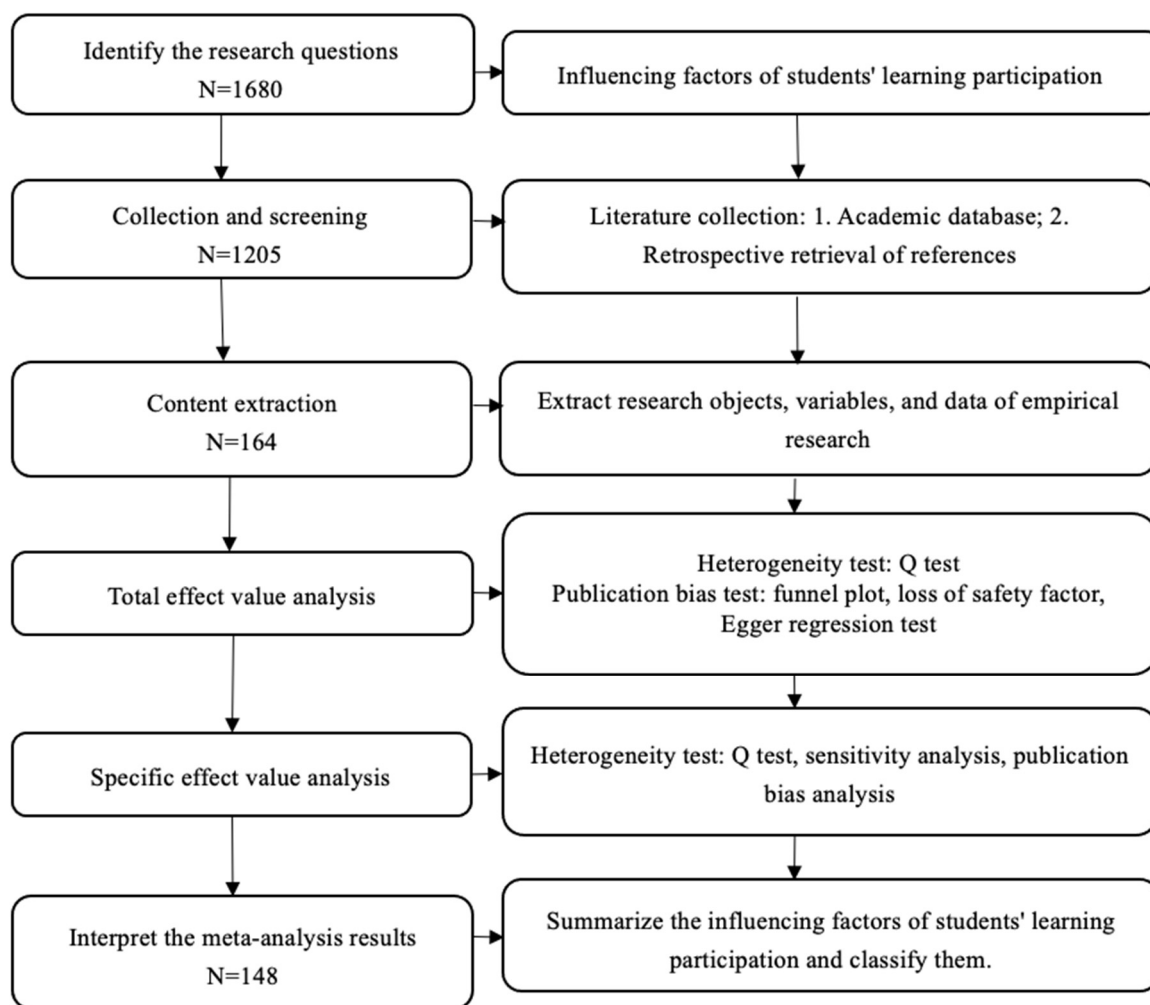 Identify the research questions
N=1680
Influencing factors of students' learning participation
Collection and screening
N=1205
Literature collection: 1. Academic database; 2.
Retrospective retrieval of references
Content extraction
N=164
Extract research objects, variables, and data of empirical
research
Total effect value analysis
Heterogeneity test: Q test
Publication bias test: funnel plot, loss of safety factor,
Egger regression test
Specific effect value analysis
Heterogeneity test: Q test, sensitivity analysis, publication
bias analysis
Interpret the meta-analysis results
N=148
Summarize the influencing factors of students' learning
participation and classify them.